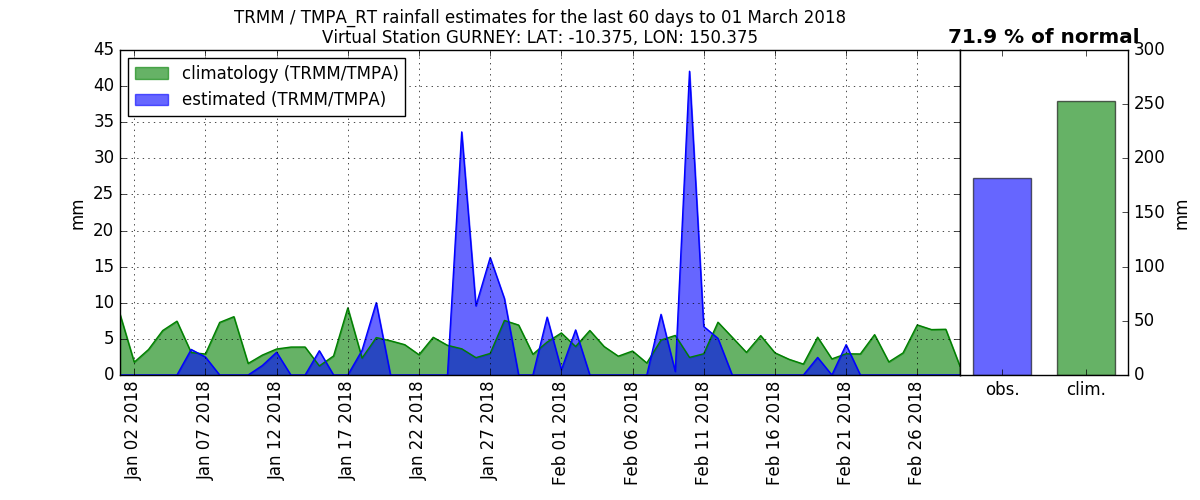 TRMM / TMPA_RT rainfall estimates for the last 60 days to 01 March 2018
Virtual Station GURNEY: LAT: -10.375, LON: 150.375
71.9 % of normal
climatology (TRMM/TMPA)
estimated (TRMM/TMPA)
mm
45
40
35
30
25
20
15
10
5
0
Jan 02 2018
Jan 07 2018
Jan 12 2018
Jan 17 2018
Jan 22 2018
Jan 27 2018
Feb 01 2018
Feb 06 2018
Feb 11 2018
Feb 16 2018
Feb 21 2018
Feb 26 2018
300
250
200
150
100
50
0
mm
obs.
clim.